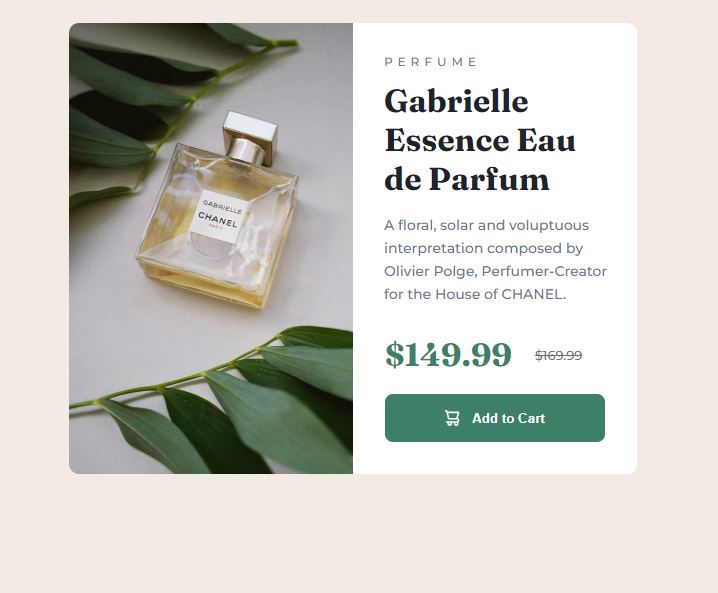 GABRIELLE
CHANEL
PARIS
PERFUME
Gabrielle
Essence Eau
de Parfum
A floral, solar and voluptuous
interpretation composed by
Olivier Polge, Perfumer-Creator
for the House of CHANEL.
$149.99 $169.99
Add to Cart